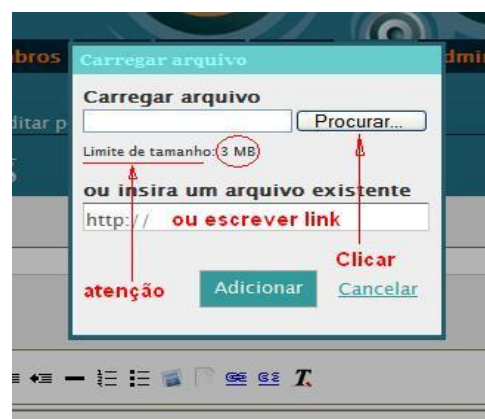 bros
dmi
Carregar arquivo
Carregar arquivo
ditar p
Procurar...
Limite de tamanho: 3 MB
ou insira um arquivo existente
http:// ou escrever link
Clicar
atenção
Adicionar
Cancelar
T